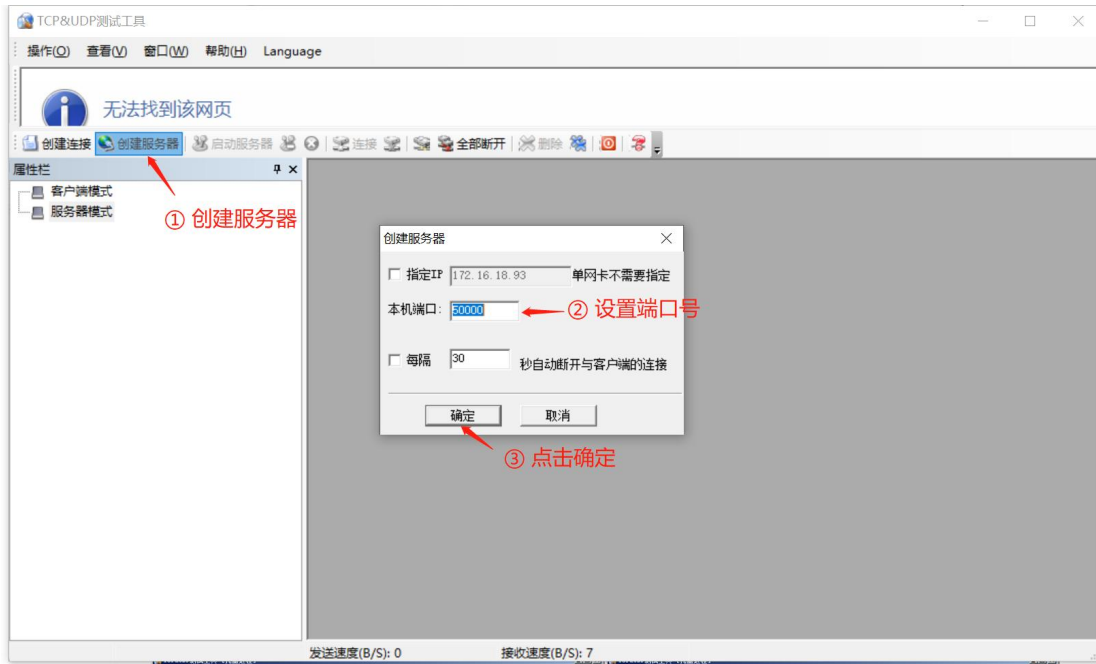 TCP&UDP测试工具
操作(O) 查看(V) 窗口(W) 帮助(H) Language
无法找到该网页
创建连接 创建服务器 启动服务器 连接 全部断开 删除
属性栏
客户端模式
服务器模式
① 创建服务器
创建服务器
指定IP 172.16.18.93 单网卡不需要指定
本机端口: 50000
② 设置端口号
每隔 30 秒自动断开与客户端的连接
确定 取消
③ 点击确定
发送速度(B/S): 0 接收速度(B/S): 7